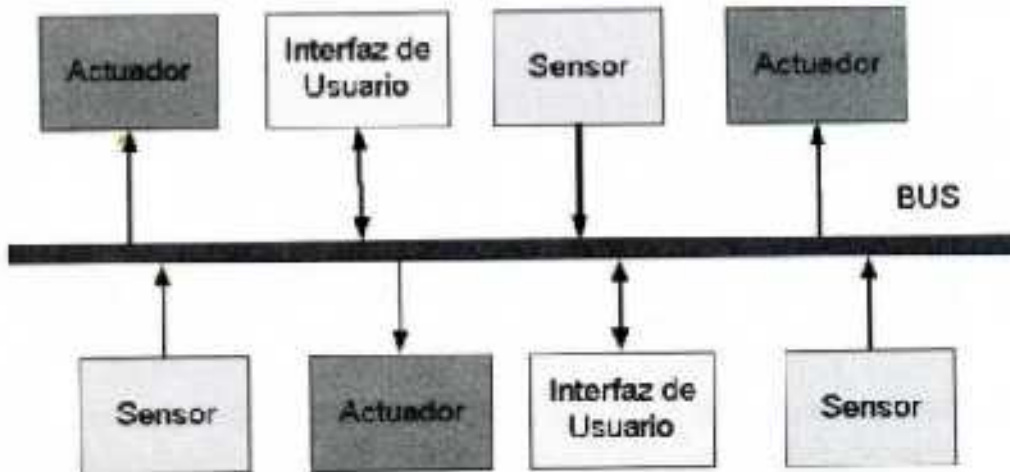 Actuador
Interfaz de
Usuario
Sensor
Actuador
BUS
Sensor
Actuador
Interfaz de
Usuario
Sensor